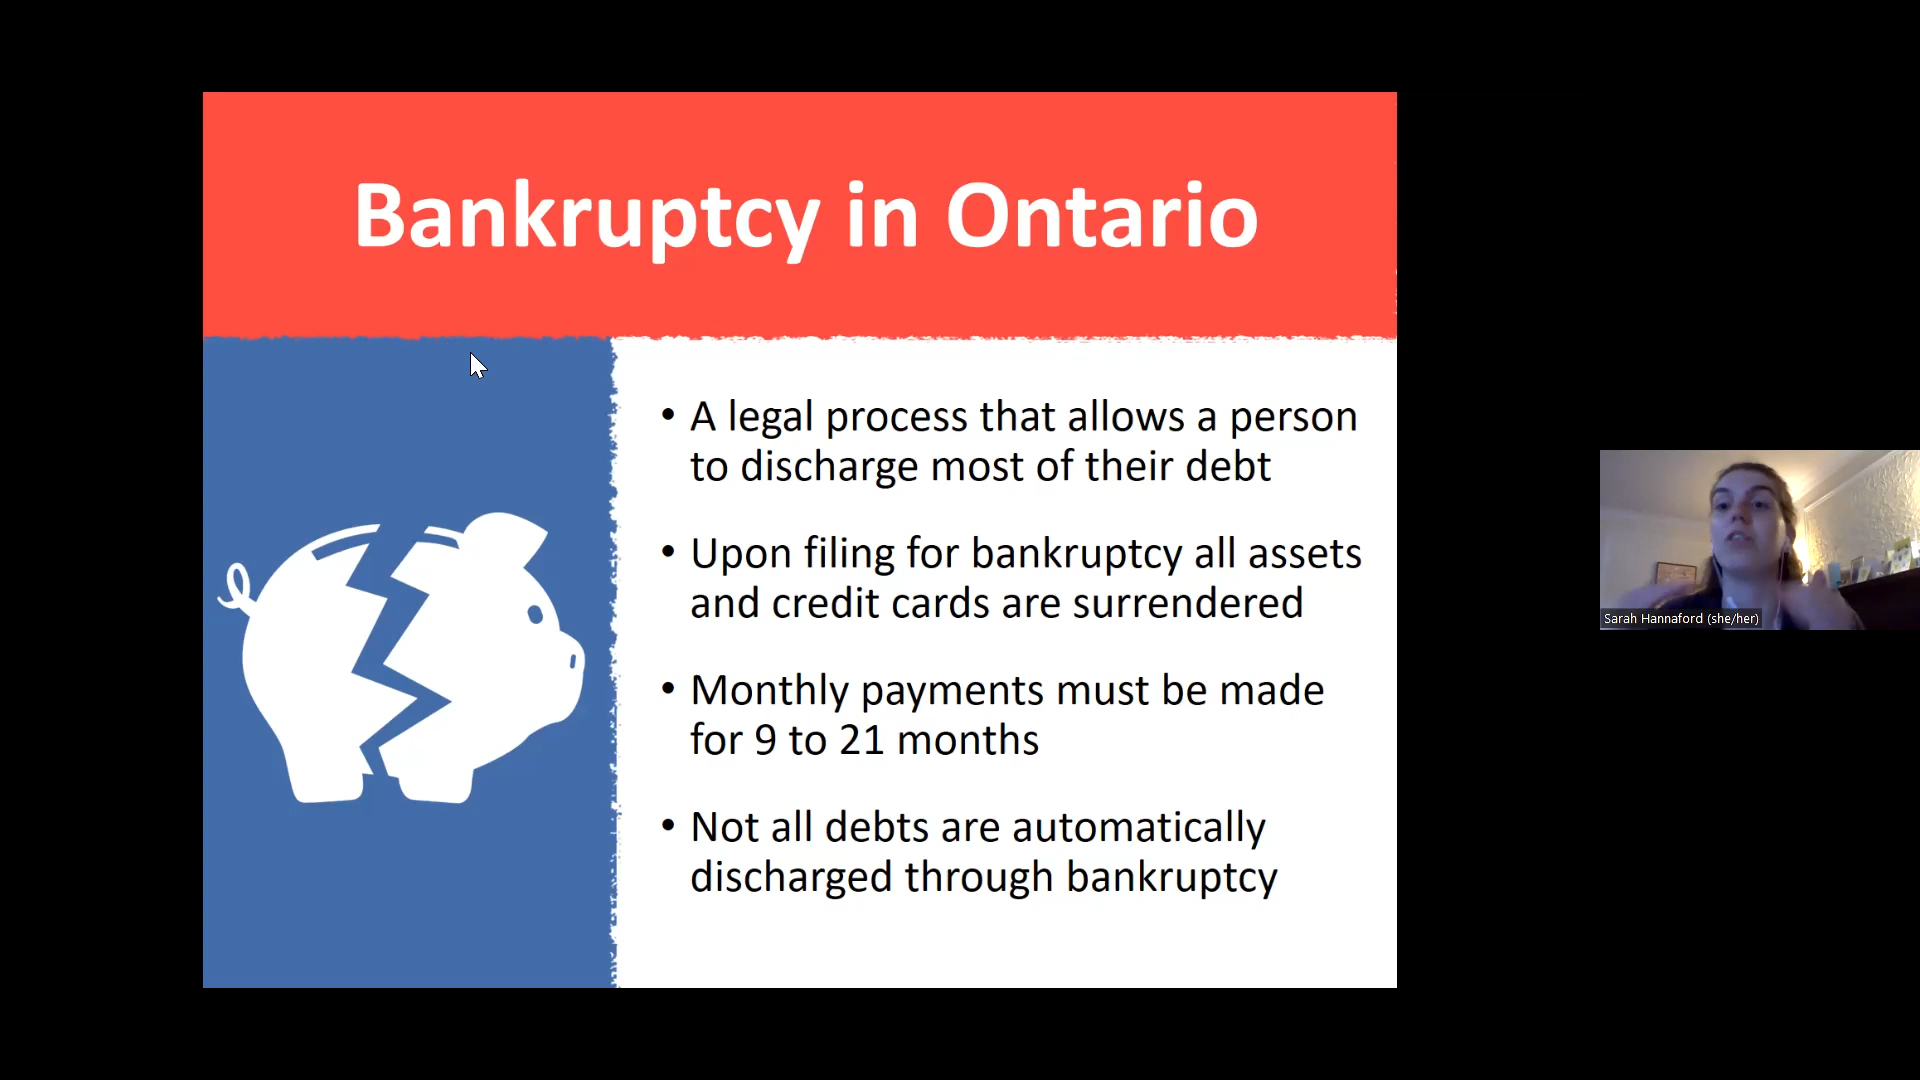 Bankruptcy in Ontario
• A legal process that allows a person
to discharge most of their debt
• Upon filing for bankruptcy all assets
and credit cards are surrendered
• Monthly payments must be made
for 9 to 21 months
• Not all debts are automatically
discharged through bankruptcy
Sarah Hannaford (she/her)